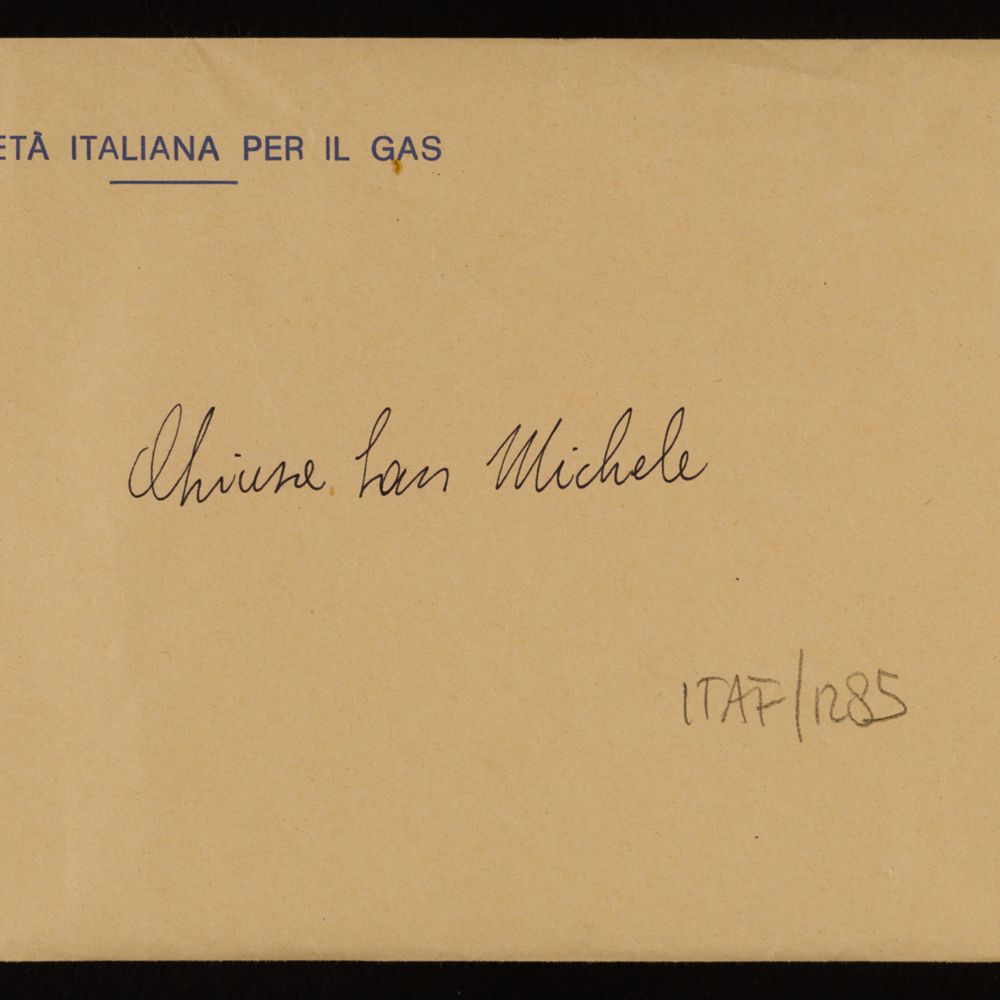 ETÀ ITALIANA PER IL GAS
Chiusa San Michele
ITAF/1285